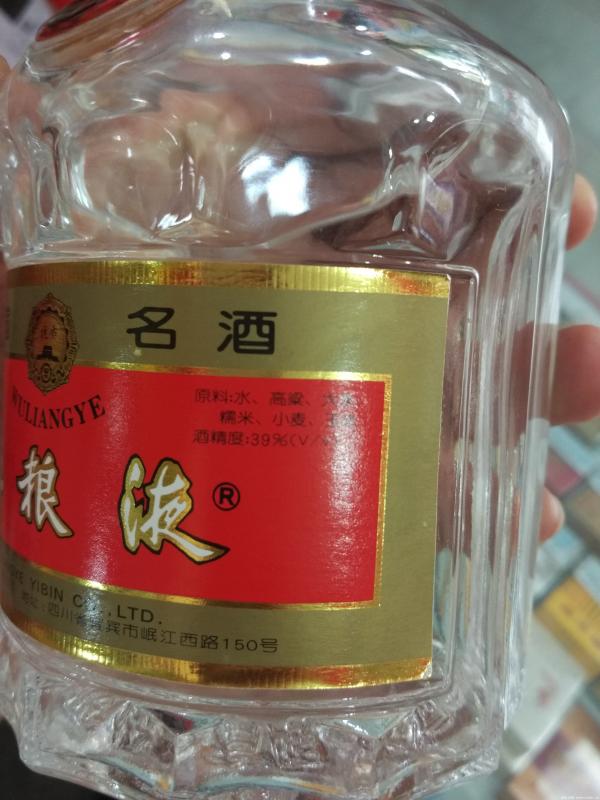 名酒
WULIANGYE
原料:水、高粱、大米、
糯米、小麦、玉米
酒精度:39%(V/V)
粮液®
YIBIN CO.,LTD.
地址:四川省宜宾市岷江西路150号